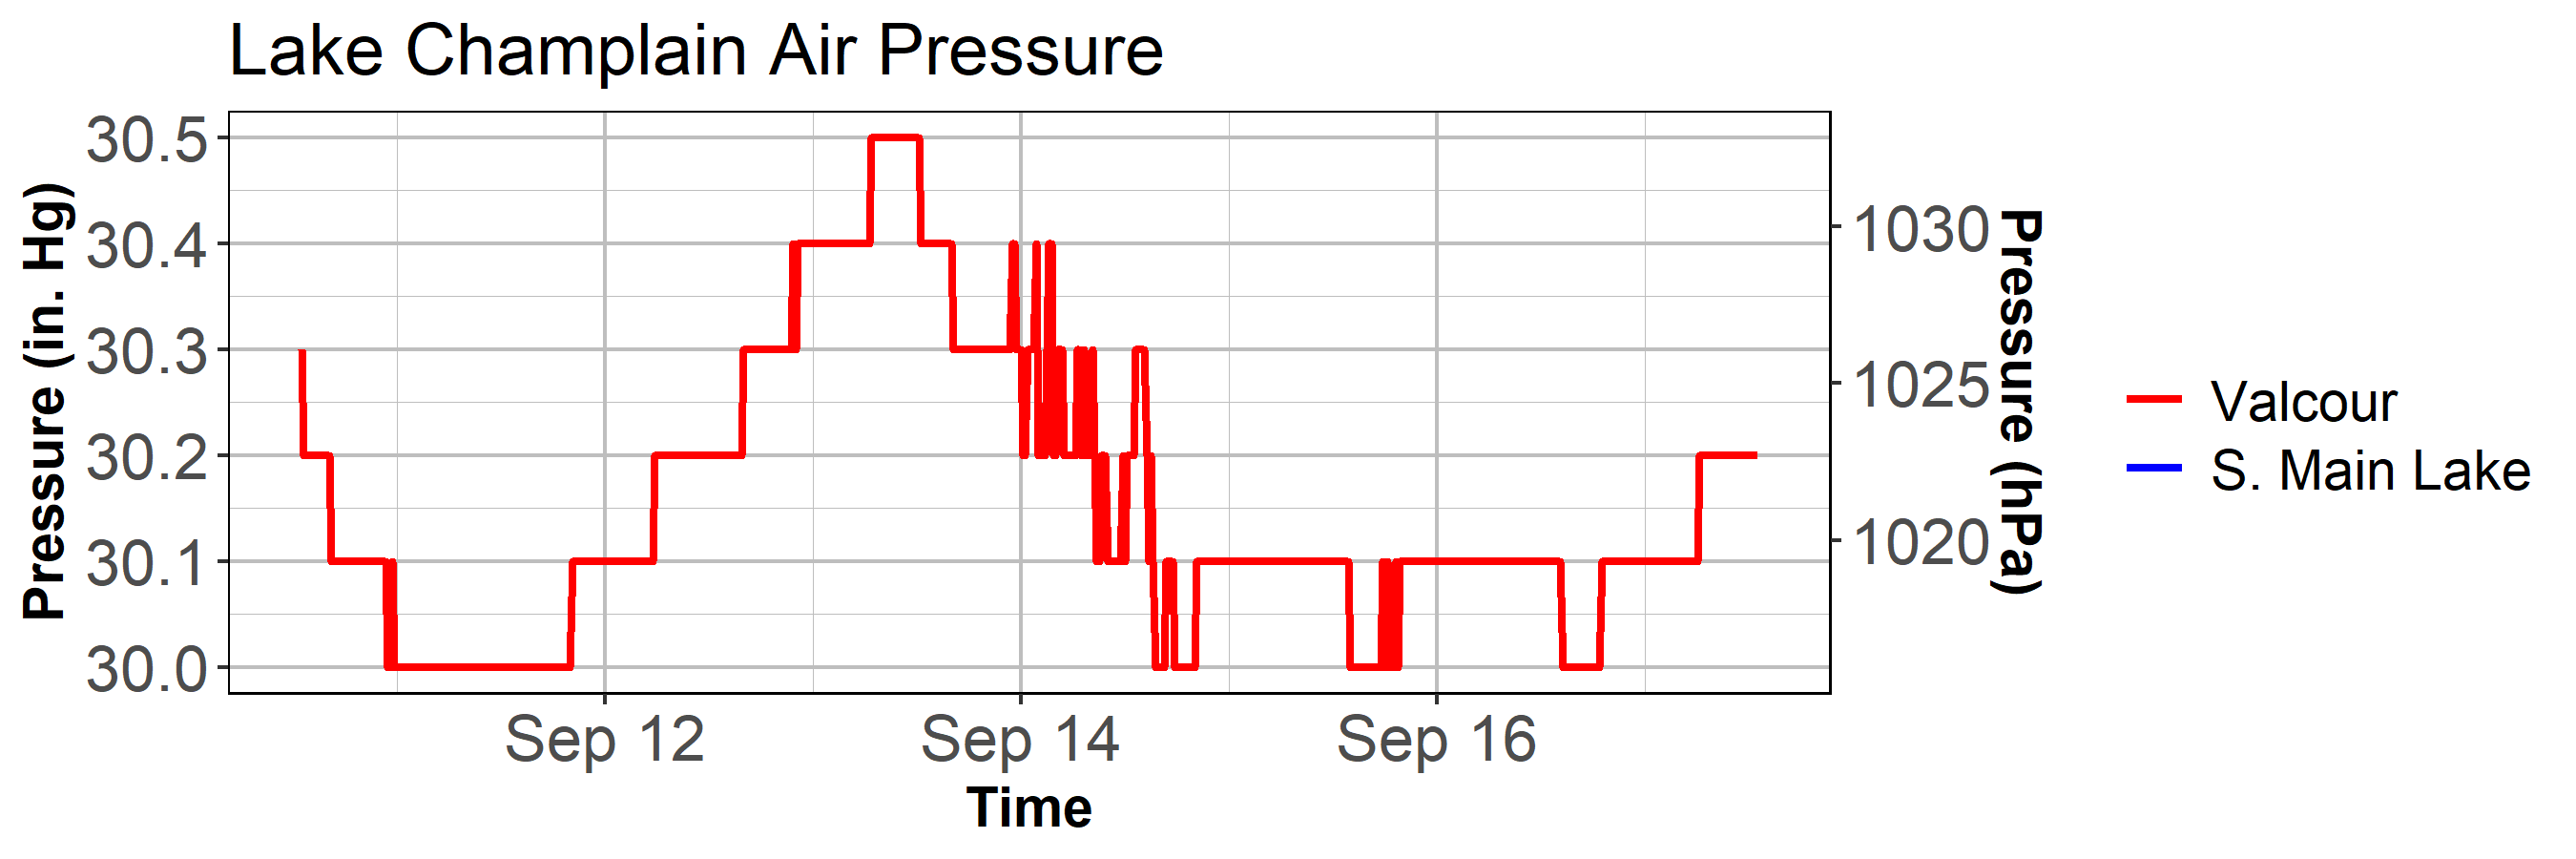 Lake Champlain Air Pressure
Pressure (in. Hg)
30.5
30.4
30.3
30.2
30.1
30.0
1030
1025
1020
Pressure (hPa)
Sep 12
Sep 14
Sep 16
Time
Valcour
S. Main Lake